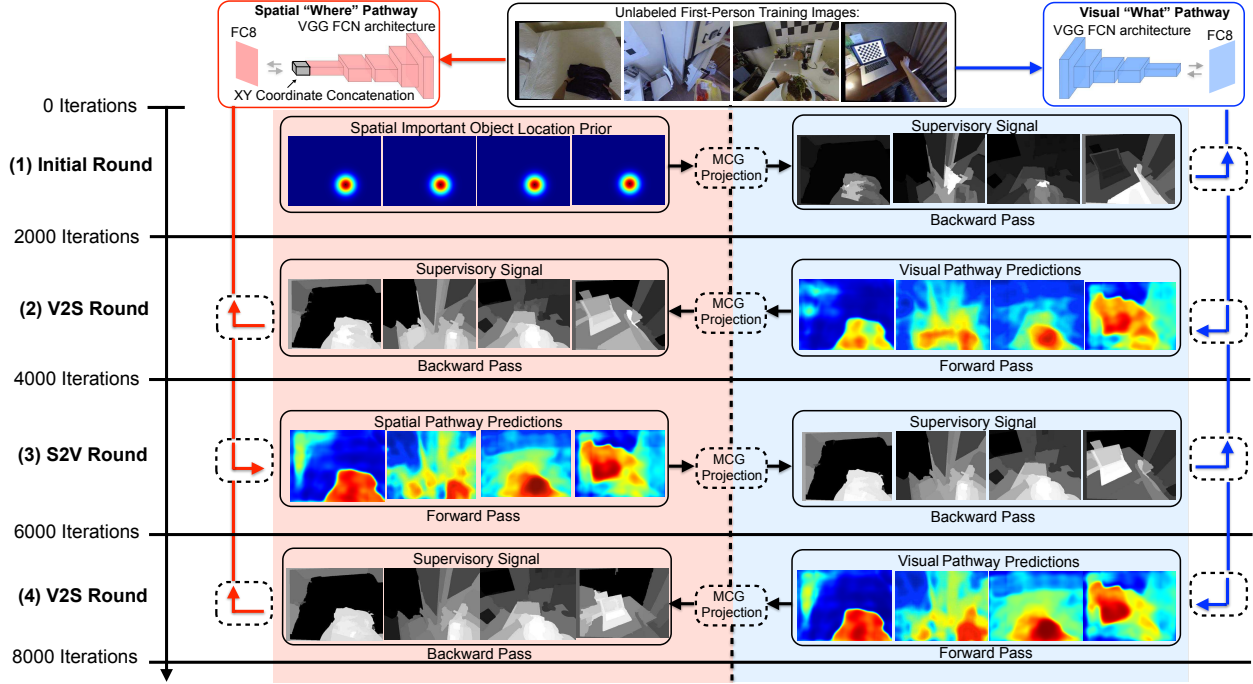 Spatial "Where" Pathway
VGG FCN architecture
FC8
XY Coordinate Concatenation
Unlabeled First-Person Training Images:
Visual "What" Pathway
VGG FCN architecture
FC8
0 Iterations
(1) Initial Round
Spatial Important Object Location Prior
MCG
Projection
Supervisory Signal
Backward Pass
2000 Iterations
(2) V2S Round
Supervisory Signal
Backward Pass
MCG
Projection
Visual Pathway Predictions
Forward Pass
4000 Iterations
(3) S2V Round
Spatial Pathway Predictions
Forward Pass
MCG
Projection
Supervisory Signal
Backward Pass
6000 Iterations
(4) V2S Round
Supervisory Signal
Backward Pass
MCG
Projection
Visual Pathway Predictions
Forward Pass
8000 Iterations